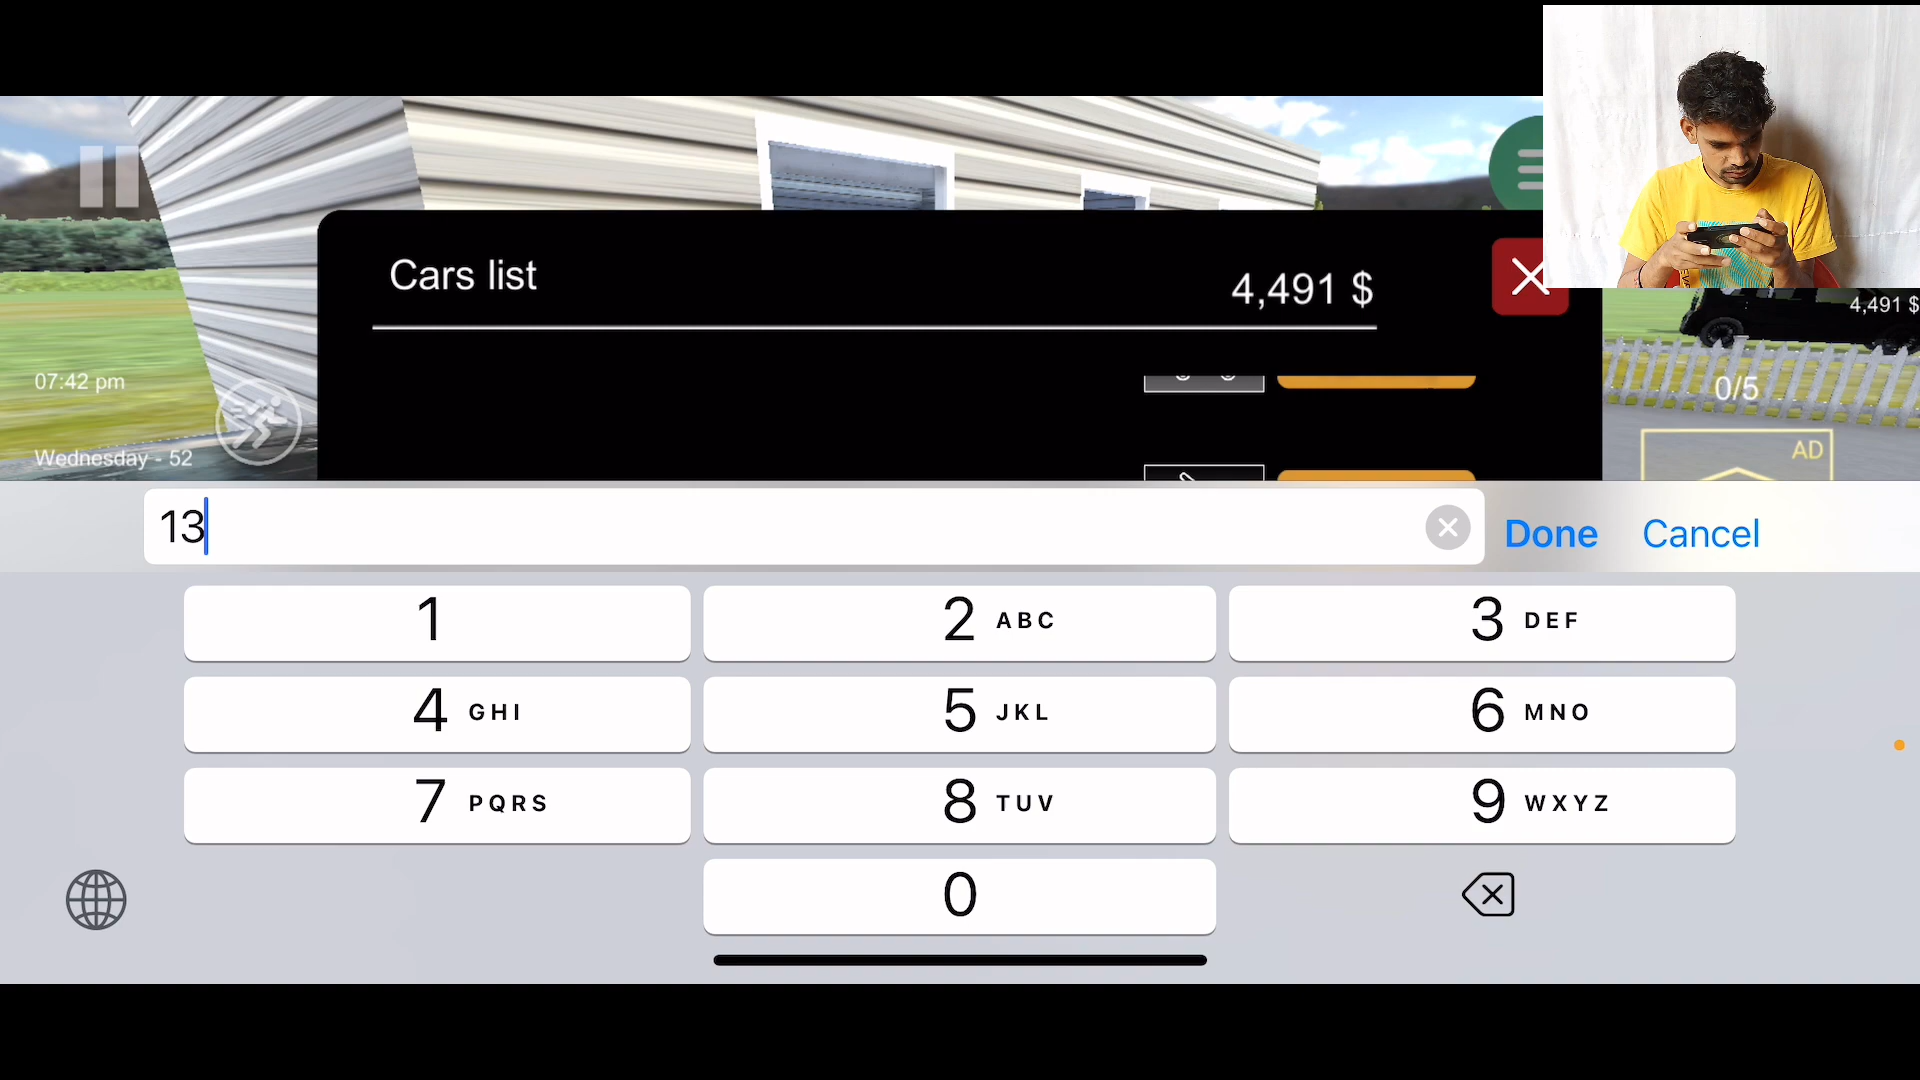 Cars list
4,491 $
4,491 $
07:42 pm
0/5
Wednesday - 52
AD
13
Done
Cancel
1
2 ABC
3 DEF
4 GHI
5 JKL
6 MNO
7 PQRS
8 TUV
9 WXYZ
0